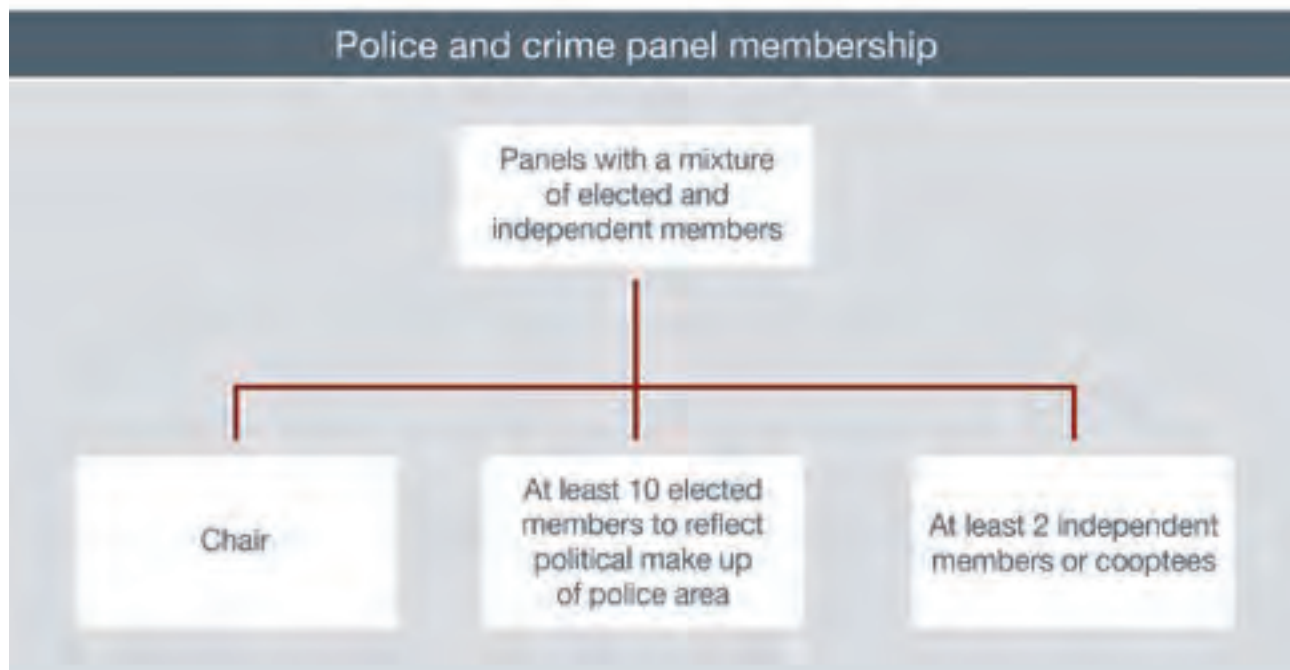 Police and crime panel membership
Panels with a mixture
of elected and
independent members
Chair
At least 10 elected
members to reflect
political make up
of police area
At least 2 independent
members or cooptees